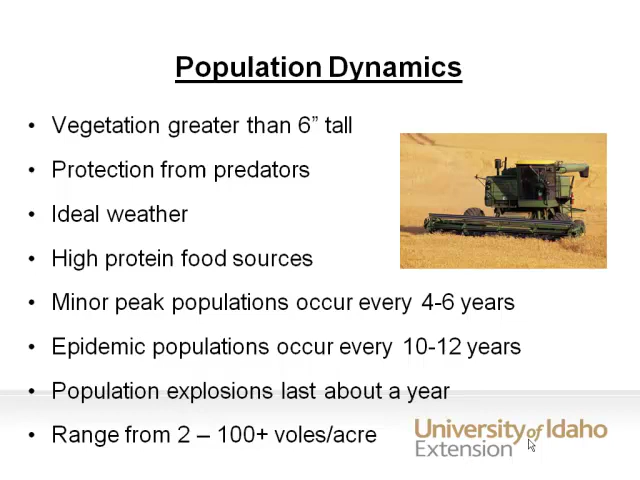 Population Dynamics
• Vegetation greater than 6” tall
• Protection from predators
• Ideal weather
• High protein food sources
• Minor peak populations occur every 4-6 years
• Epidemic populations occur every 10-12 years
• Population explosions last about a year
• Range from 2 – 100+ voles/acre
University of Idaho
Extension